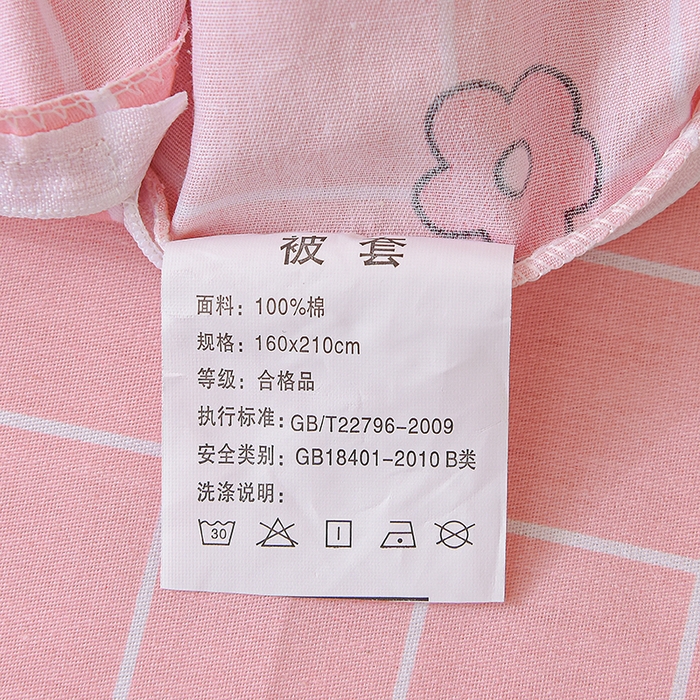 被套
面料：100%棉
规格：160x210cm
等级：合格品
执行标准：GB/T22796-2009
安全类别：GB18401-2010 B类
洗涤说明：
30